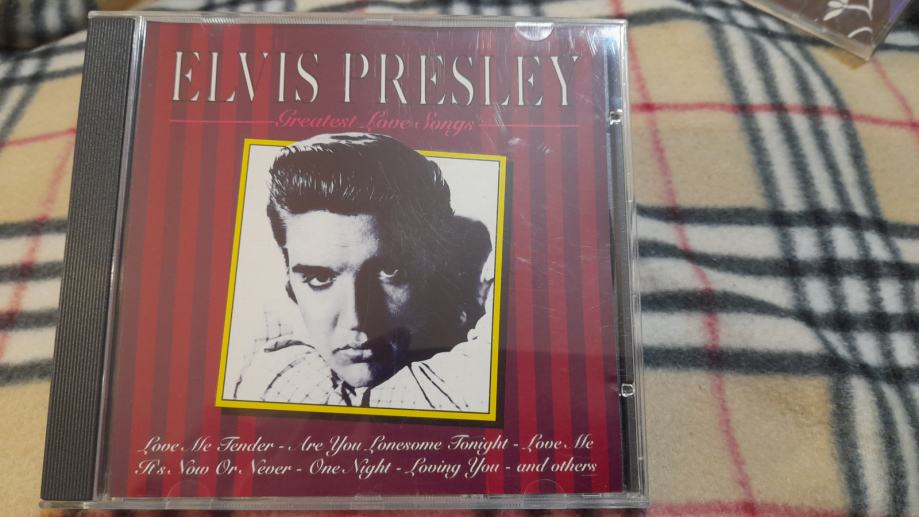 ELVIS PRESLEY
Greatest Love Songs
Love Me Tender - Are You Lonesome Tonight - Love Me
It's Now Or Never - One Night - Loving You - and others